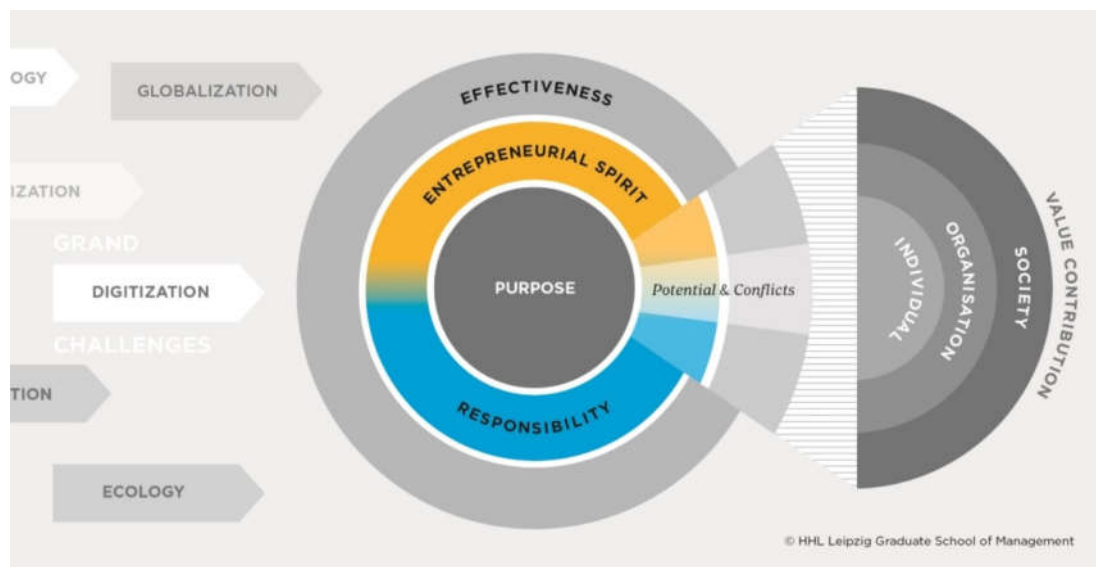 OGY
GLOBALIZATION
IZATION
GRAND
DIGITIZATION
CHALLENGES
TION
ECOLOGY
EFFECTIVENESS
ENTREPRENEURIAL SPIRIT
PURPOSE
RESPONSIBILITY
Potential & Conflicts
INDIVIDUAL
ORGANISATION
SOCIETY
VALUE CONTRIBUTION
© HHL Leipzig Graduate School of Management